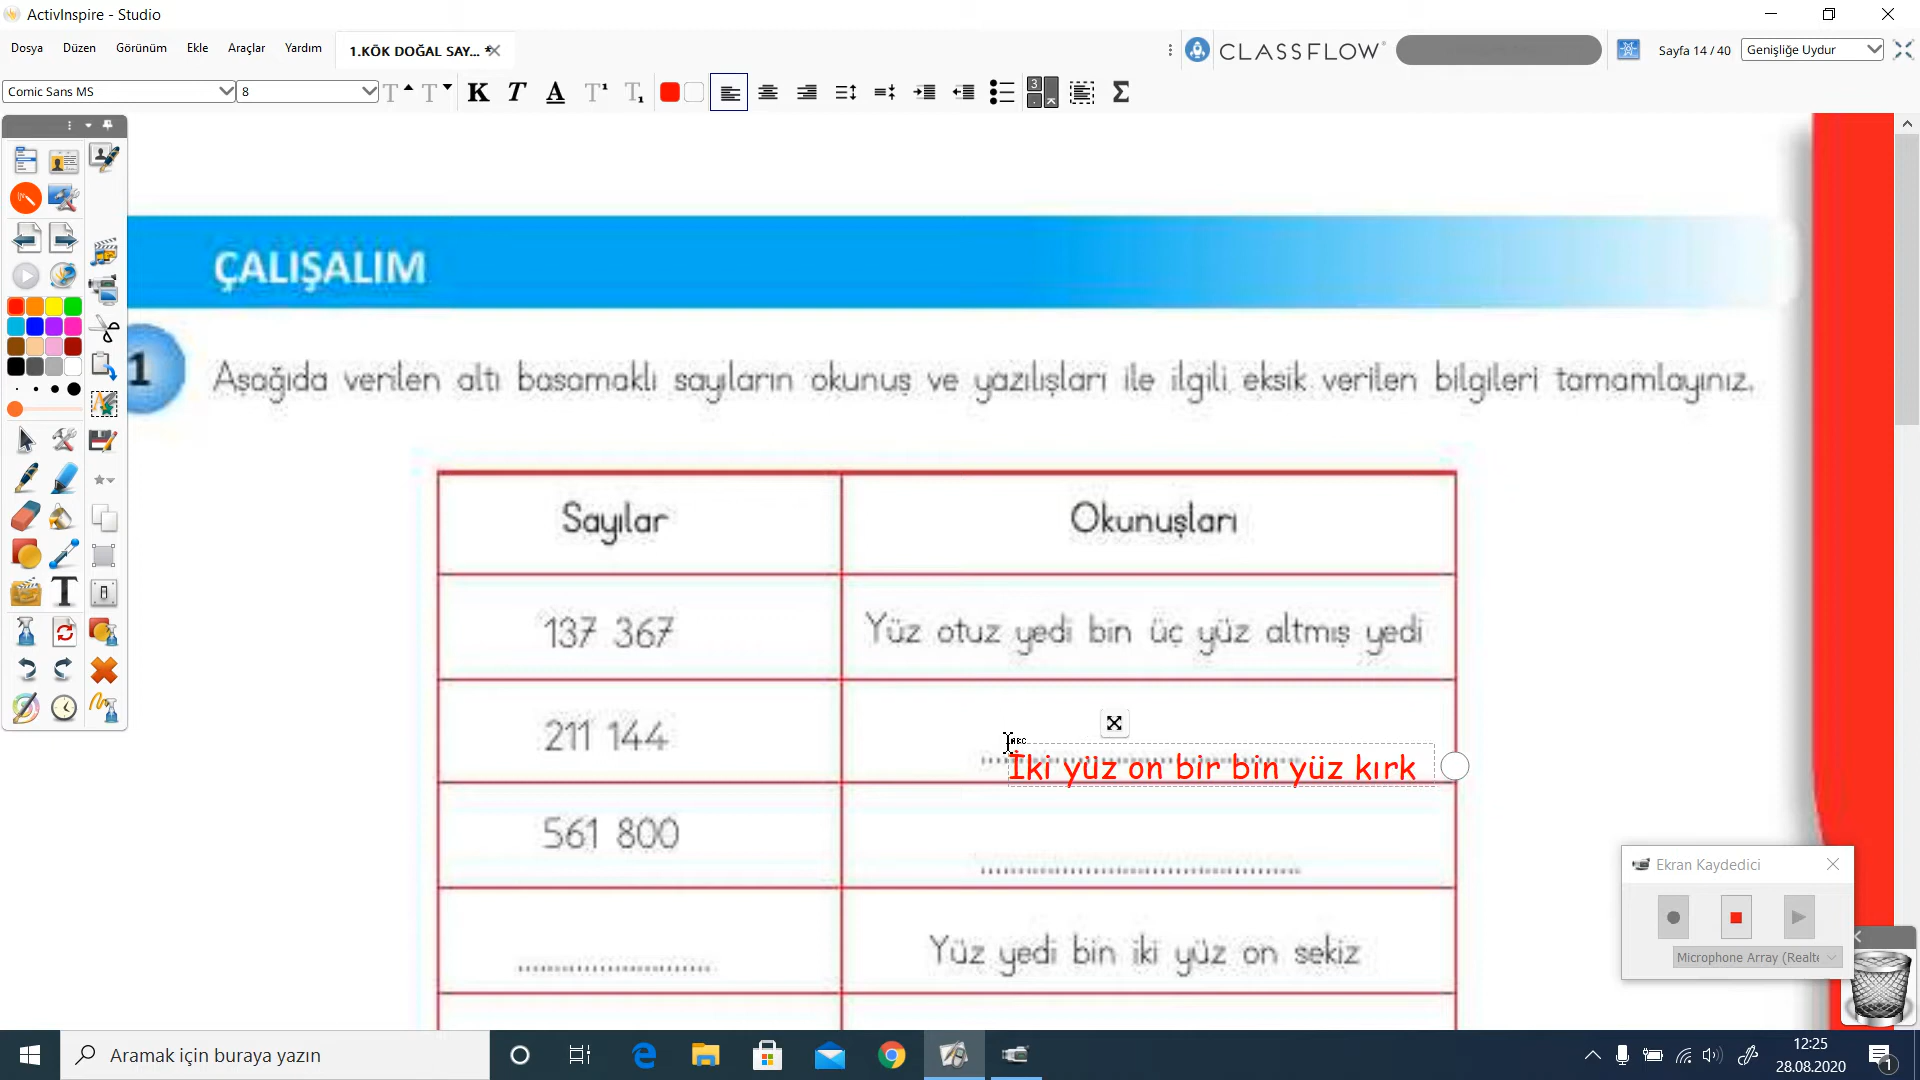 ActivInspire - Studio
Dosya Düzen Görünüm Ekle Araçlar Yardım
1.KÖK DOĞAL SAY...
CLASSFLOW
Sayfa 14 / 40
Genişliğe Uydur
Comic Sans MS
8
K T A T¹ T,
ÇALIŞALIM
1
Aşağıda verilen altı basamaklı sayıların okunuş ve yazılışları ile ilgili eksik verilen bilgileri tamamlayınız.
Sayılar Okunuşları
137 367 Yüz otuz yedi bin üç yüz altmış yedi
211 144 İki yüz on bir bin yüz kırk
561 800
Yüz yedi bin iki yüz on sekiz
Ekran Kaydedici
Microphone Array (Realte
Aramak için buraya yazın
12:25
28.08.2020
1